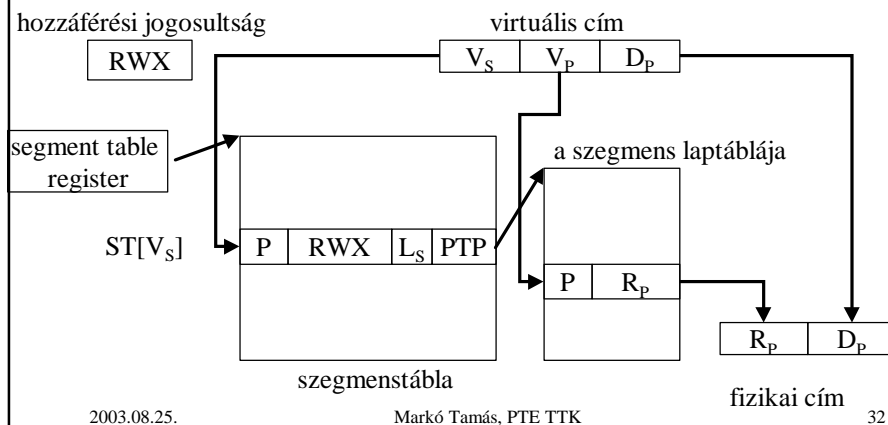 hozzáférési jogosultság
virtuális cím
RWX
V_S V_P D_P
segment table
register
a szegmens laptáblája
ST[V_S]
P RWX L_S PTP
P R_P
R_P D_P
szegmenstábla
fizikai cím
2003.08.25. Markó Tamás, PTE TTK 32